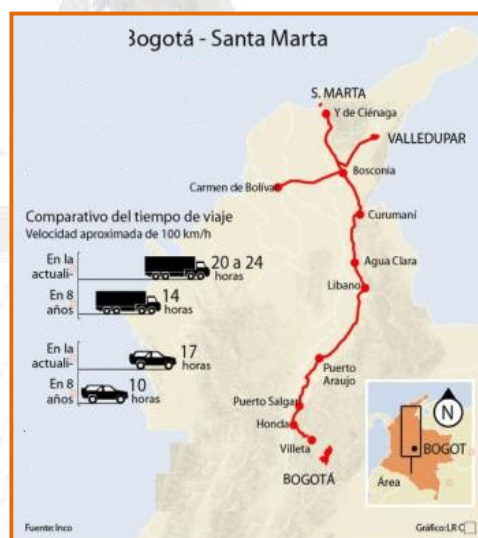 3ogotá - Santa Marta
S. MARTA
Y de Ciénaga
VALLEDUPAR
Bosconia
Carmen de Bolívar
Curumaní
Comparativo del tiempo de viaje
Velocidad aproximada de 100 km/h
En la
actuali-
20 a 24
horas
En 8
años
14
horas
En la
actuali-
17
horas
En 8
años
10
horas
Agua Clara
Libano
Puerto
Araujo
Puerto Salgar
Honda
Villeta
BOGOTÁ
N
BOGOT
Área
Fuente: Inco
Gráfico: LR C